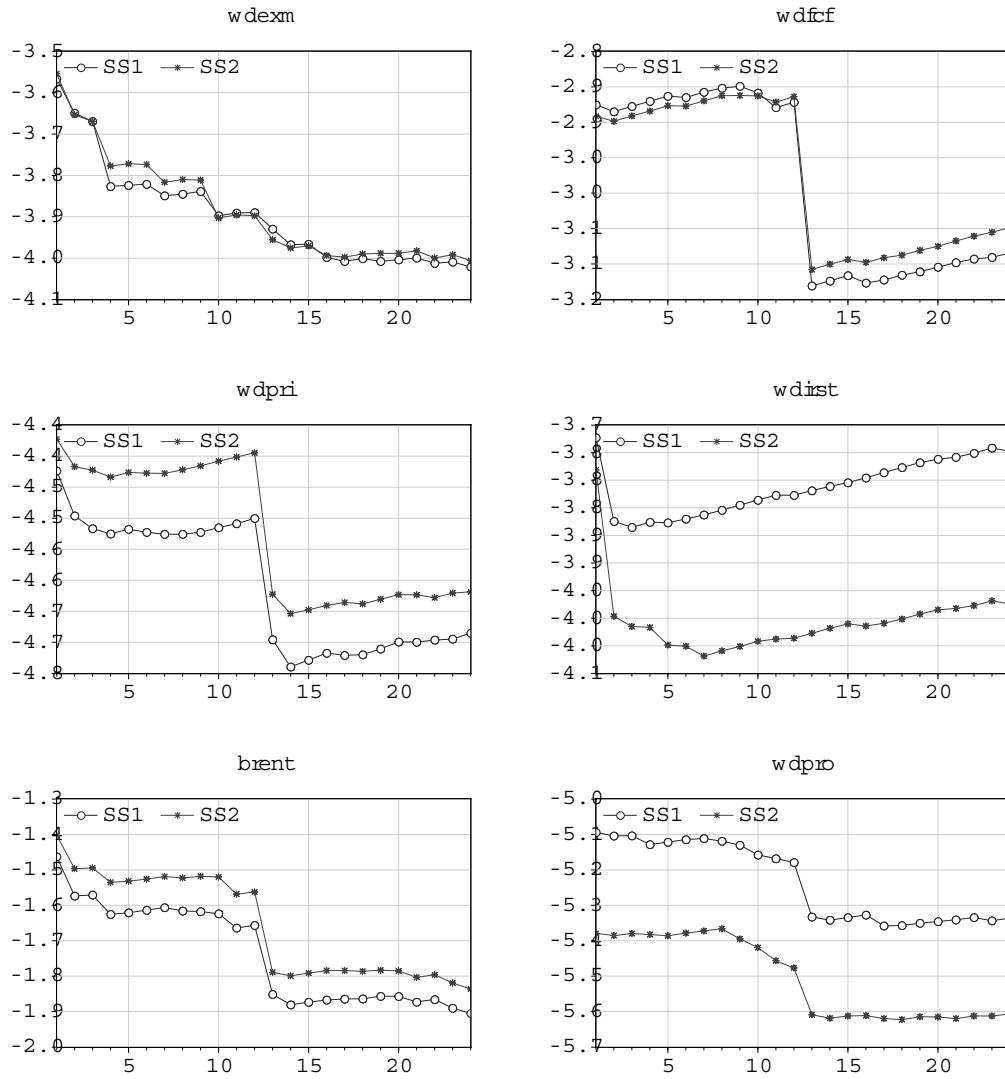 wdexm
-3.5
SS1 SS2
-3.6
-3.7
-3.8
-3.9
-4.0
-4.1
5 10 15 20
wdfcf
-2.8
SS1 SS2
-2.9
-2.9
-3.0
-3.0
-3.1
-3.1
-3.2
5 10 15 20
wdpri
-4.4
SS1 SS2
-4.4
-4.5
-4.5
-4.6
-4.6
-4.7
-4.7
-4.8
5 10 15 20
wdirst
-3.7
SS1 SS2
-3.8
-3.8
-3.8
-3.9
-3.9
-4.0
-4.0
-4.0
-4.1
5 10 15 20
brent
-1.3
SS1 SS2
-1.4
-1.5
-1.6
-1.7
-1.8
-1.9
-2.0
5 10 15 20
wdpro
-5.0
SS1 SS2
-5.1
-5.2
-5.3
-5.4
-5.5
-5.6
-5.7
5 10 15 20